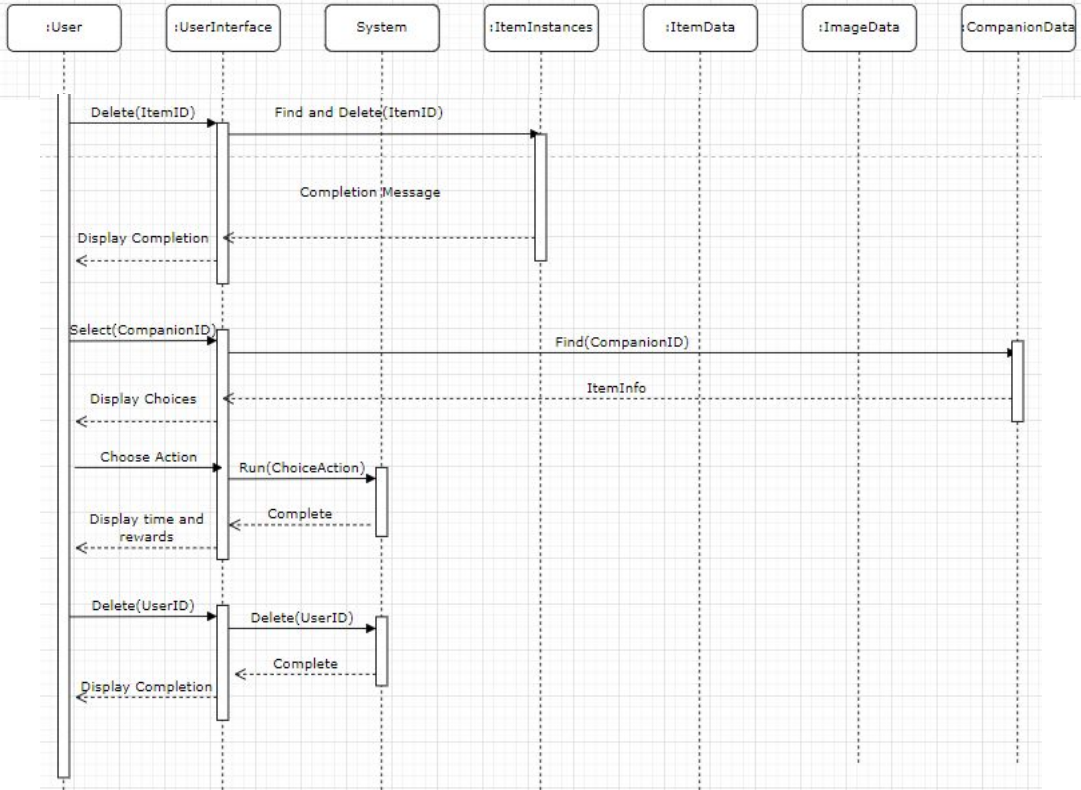 :User
:UserInterface
System
:ItemInstances
:ItemData
:ImageData
:CompanionData
Delete(ItemID)
Find and Delete(ItemID)
Completion Message
Display Completion
Select(CompanionID)
Find(CompanionID)
ItemInfo
Display Choices
Choose Action
Run(ChoiceAction)
Complete
Display time and
rewards
Delete(UserID)
Delete(UserID)
Complete
Display Completion